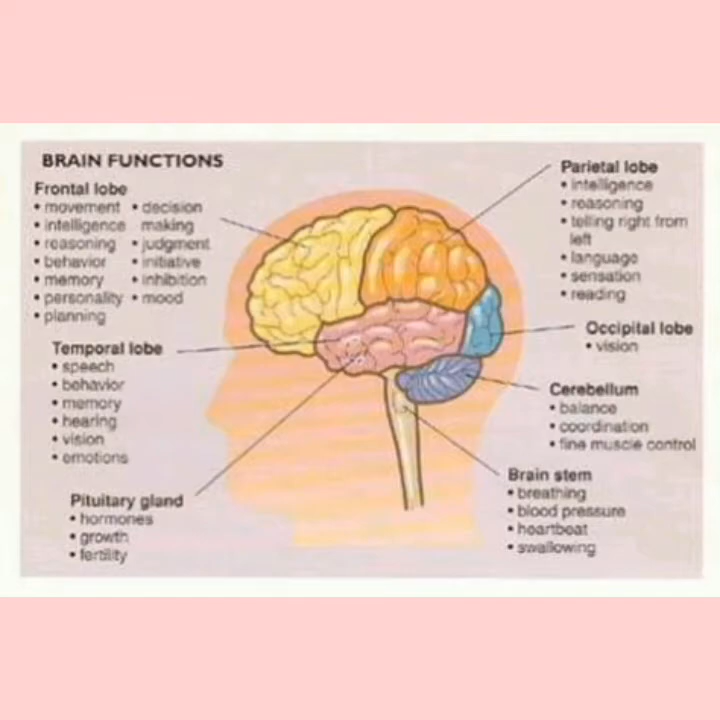 BRAIN FUNCTIONS
Frontal lobe
• movement • decision
• intelligence making
• reasoning • judgment
• behavior • initiative
• memory • inhibition
• personality • mood
• planning
Temporal lobe
• speech
• behavior
• memory
• hearing
• vision
• emotions
Pituitary gland
• hormones
• growth
• fertility
Parietal lobe
• intelligence
• reasoning
• telling right from
left
• language
• sensation
• reading
Occipital lobe
• vision
Cerebellum
• balance
• coordination
• fine muscle control
Brain stem
• breathing
• blood pressure
• heartbeat
• swallowing